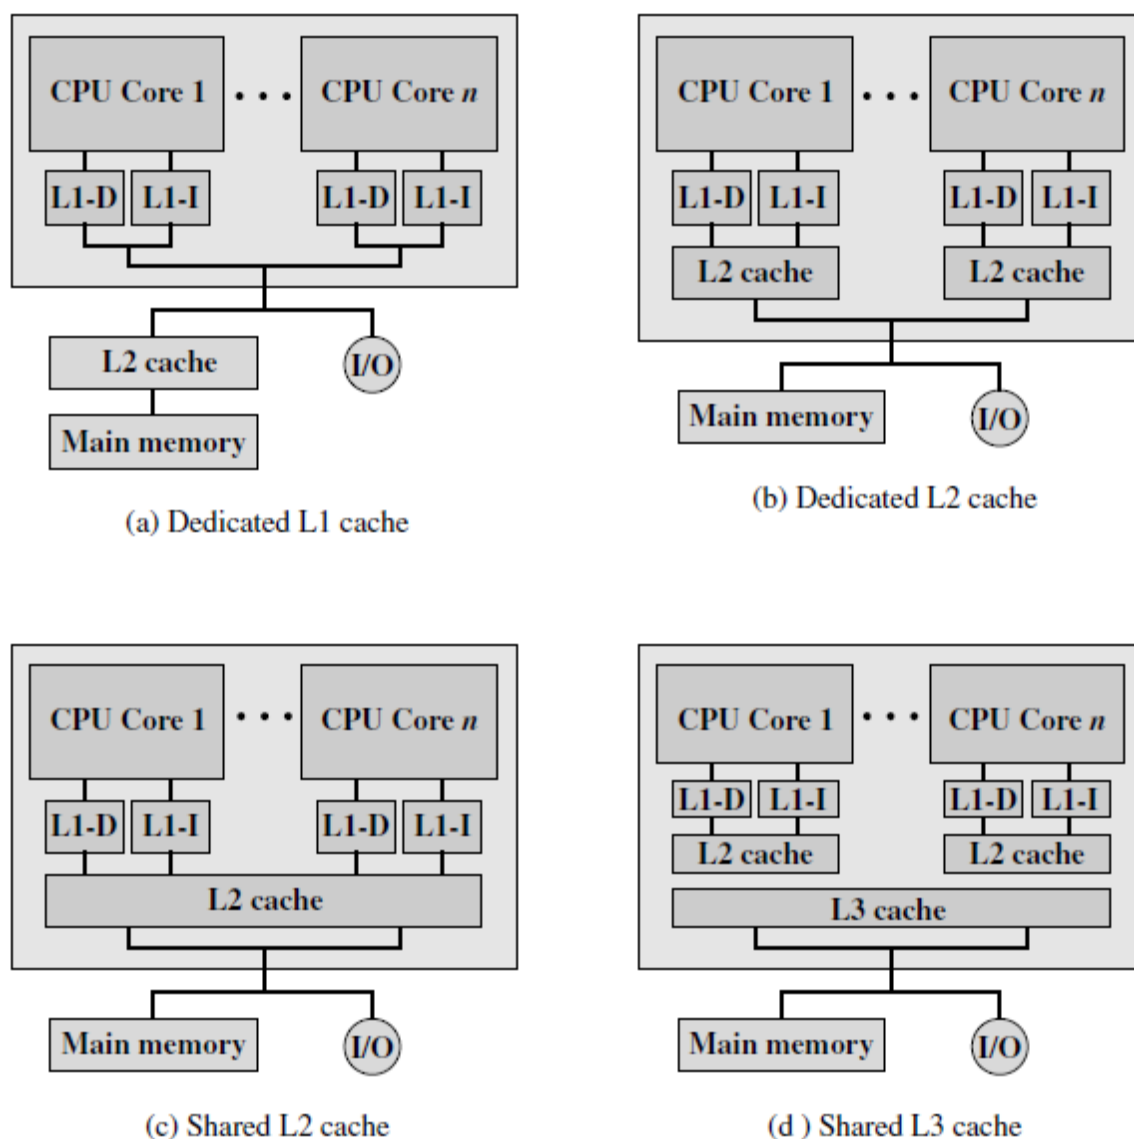 CPU Core 1 • • • CPU Core n
L1-D L1-I L1-D L1-I
L2 cache
I/O
Main memory
(a) Dedicated L1 cache
CPU Core 1 • • • CPU Core n
L1-D L1-I L1-D L1-I
L2 cache L2 cache
Main memory I/O
(b) Dedicated L2 cache
CPU Core 1 • • • CPU Core n
L1-D L1-I L1-D L1-I
L2 cache
Main memory I/O
(c) Shared L2 cache
CPU Core 1 • • • CPU Core n
L1-D L1-I L1-D L1-I
L2 cache L2 cache
L3 cache
Main memory I/O
(d ) Shared L3 cache